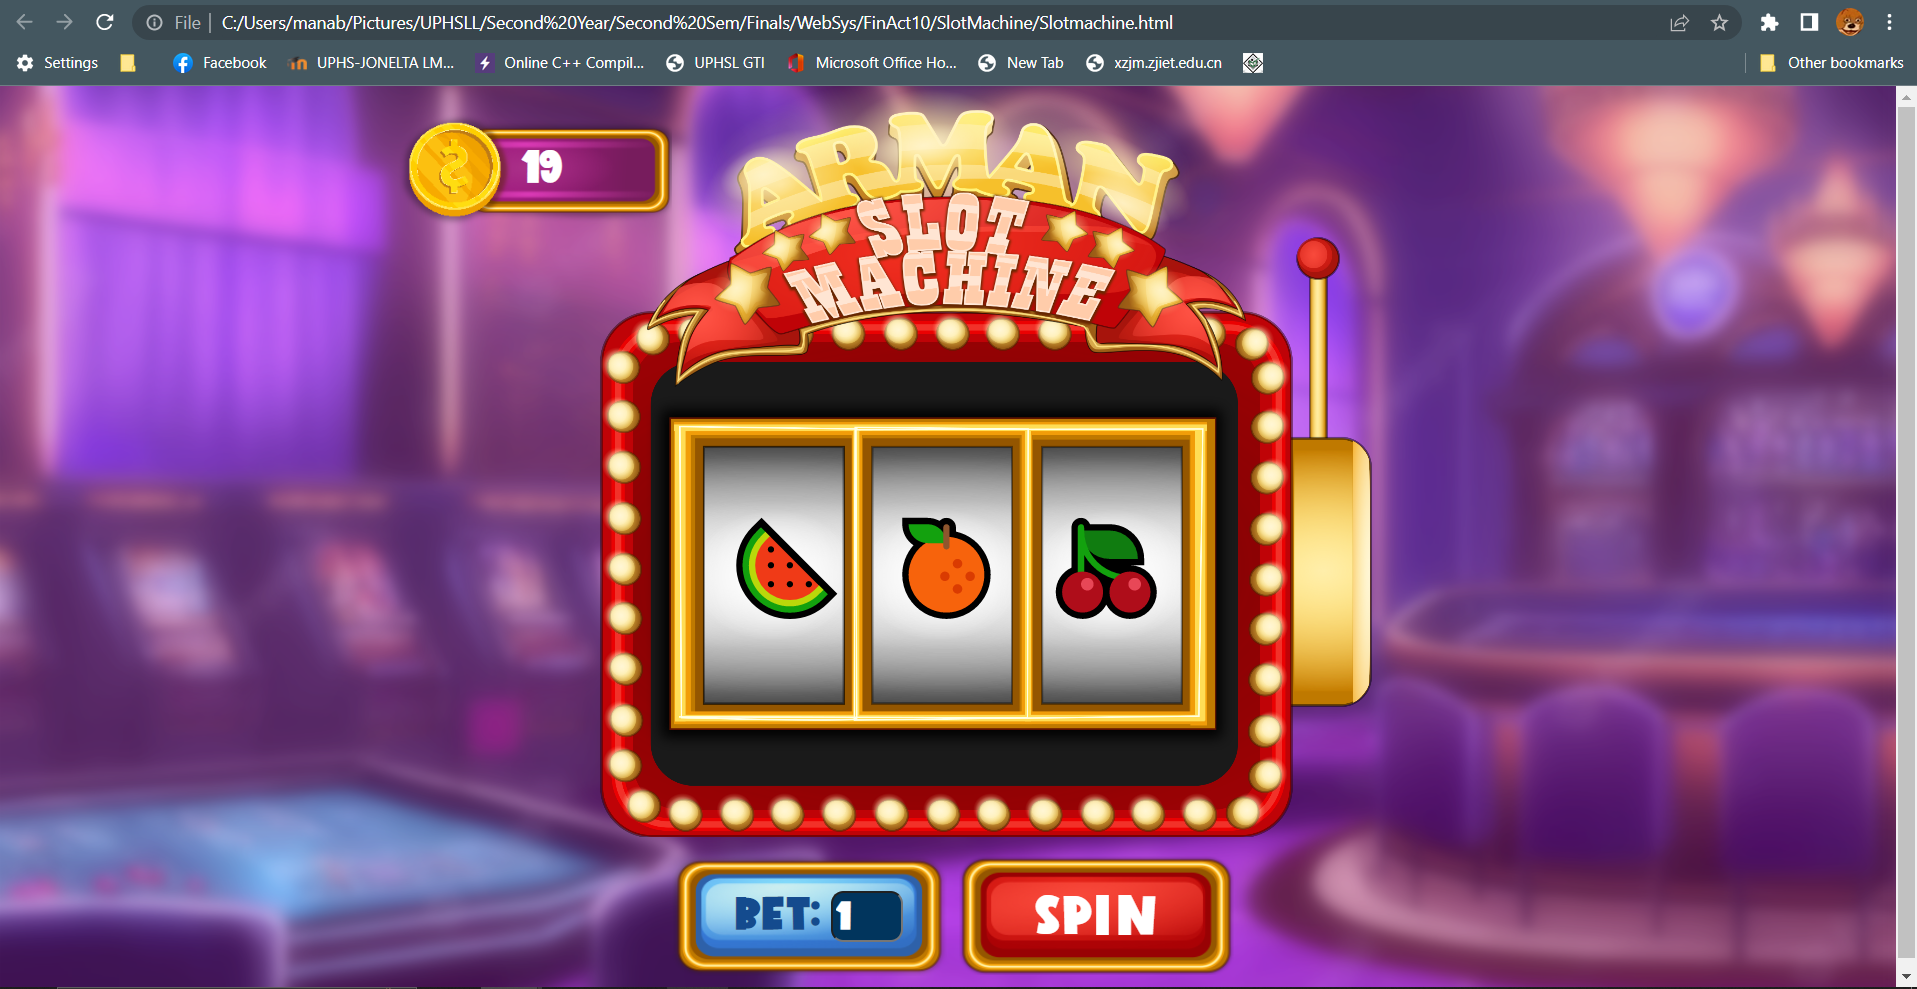 File | C:/Users/manab/Pictures/UPHSLL/Second%20Year/Second%20Sem/Finals/WebSys/FinAct10/SlotMachine/Slotmachine.html
Settings Facebook UPHS-JONELTA LM... Online C++ Compil... UPHSL GTI Microsoft Office Ho... New Tab xzjm.zjiet.edu.cn Other bookmarks
19
ARMAN
SLOT
MACHINE
BET: 1 SPIN